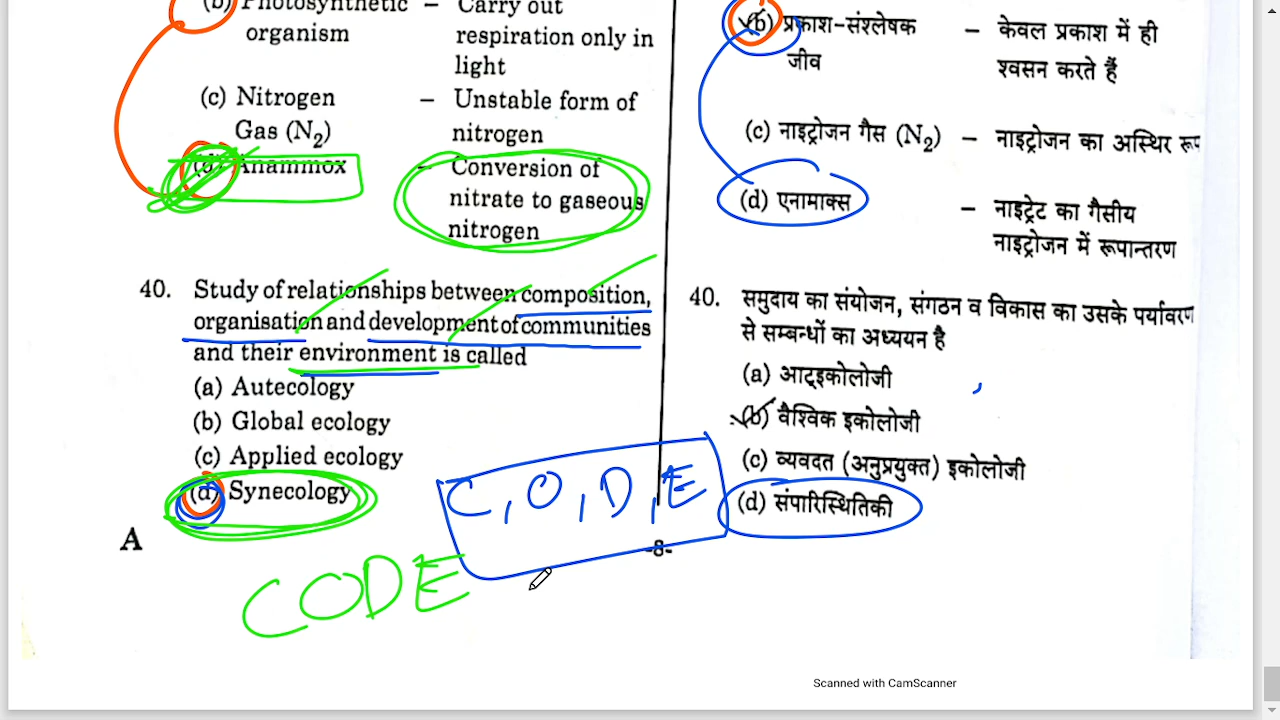 (b) Photosynthetic – Carry out
organism respiration only in
light
(c) Nitrogen – Unstable form of
Gas (N₂) nitrogen
(d) Anammox – Conversion of
nitrate to gaseous
nitrogen
40. Study of relationships between composition,
organisation and development of communities
and their environment is called
(a) Autecology
(b) Global ecology
(c) Applied ecology
(d) Synecology
A
(b) प्रकाश-संश्लेषक – केवल प्रकाश में ही
जीव श्वसन करते हैं
(c) नाइट्रोजन गैस (N₂) – नाइट्रोजन का अस्थिर रूप
(d) एनामाक्स – नाइट्रेट का गैसीय
नाइट्रोजन में रूपान्तरण
40. समुदाय का संयोजन, संगठन व विकास का उसके पर्यावरण
से सम्बन्धों का अध्ययन है
(a) आट्इकोलोजी
(b) वैश्विक इकोलोजी
(c) व्यवदत (अनुप्रयुक्त) इकोलोजी
(d) संपारिस्थितिकी
C, O, D, E
-8-
CODE
Scanned with CamScanner